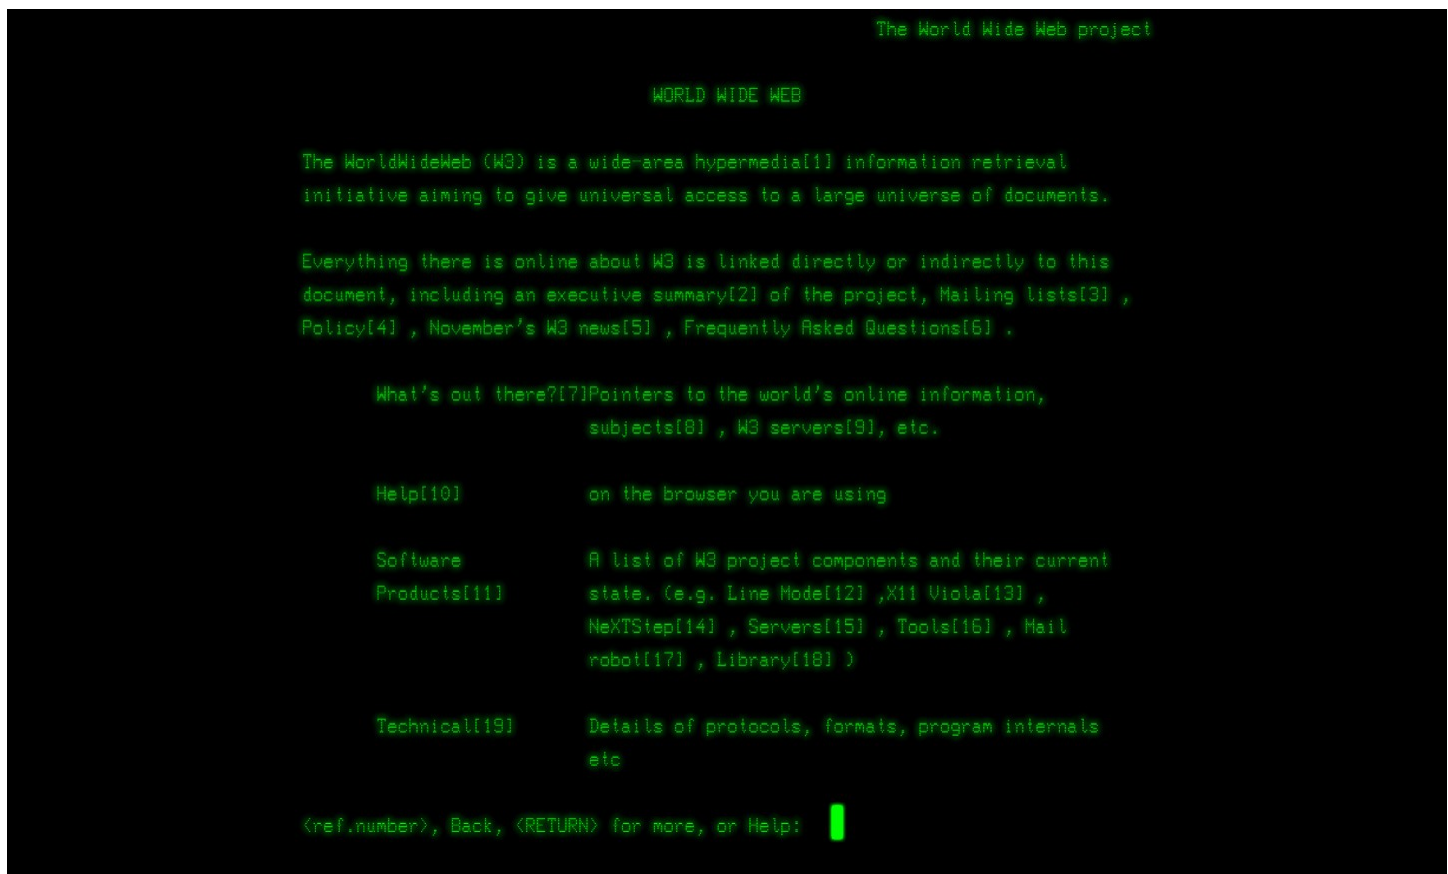 The World Wide Web project
WORLD WIDE WEB
The WorldWideWeb (W3) is a wide-area hypermedia[1] information retrieval
initiative aiming to give universal access to a large universe of documents.
Everything there is online about W3 is linked directly or indirectly to this
document, including an executive summary[2] of the project, Mailing lists[3] ,
Policy[4] , November's W3 news[5] , Frequently Asked Questions[6] .
What's out there?[7]Pointers to the world's online information,
subjects[8] , W3 servers[9], etc.
Help[10] on the browser you are using
Software A list of W3 project components and their current
Products[11] state. (e.g. Line Mode[12] ,X11 Viola[13] ,
NeXTStep[14] , Servers[15] , Tools[16] , Mail
robot[17] , Library[18] )
Technical[19] Details of protocols, formats, program internals
etc
<ref.number>, Back, <RETURN> for more, or Help: